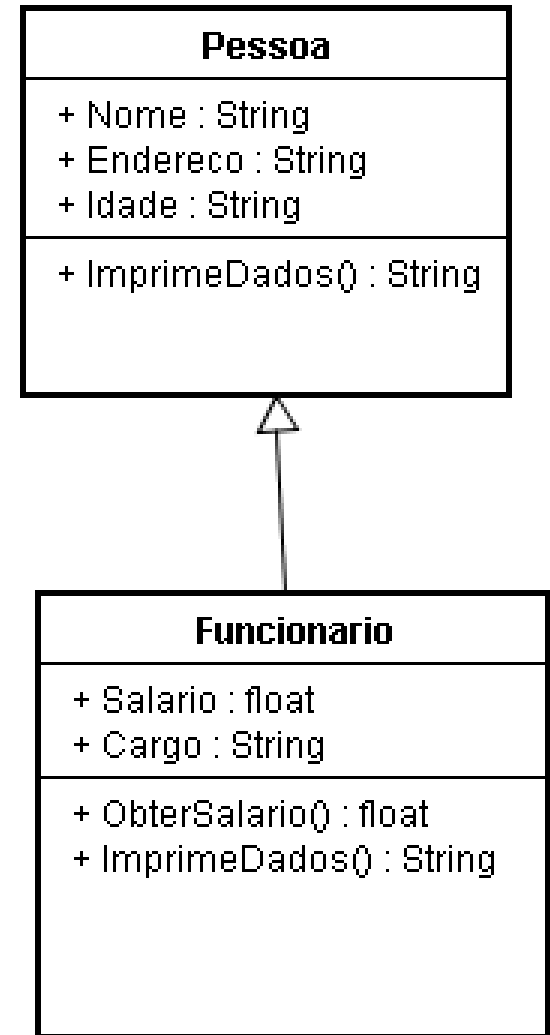 Pessoa
+ Nome : String
+ Endereco : String
+ Idade : String
+ ImprimeDados() : String
Funcionario
+ Salario : float
+ Cargo : String
+ ObterSalario() : float
+ ImprimeDados() : String